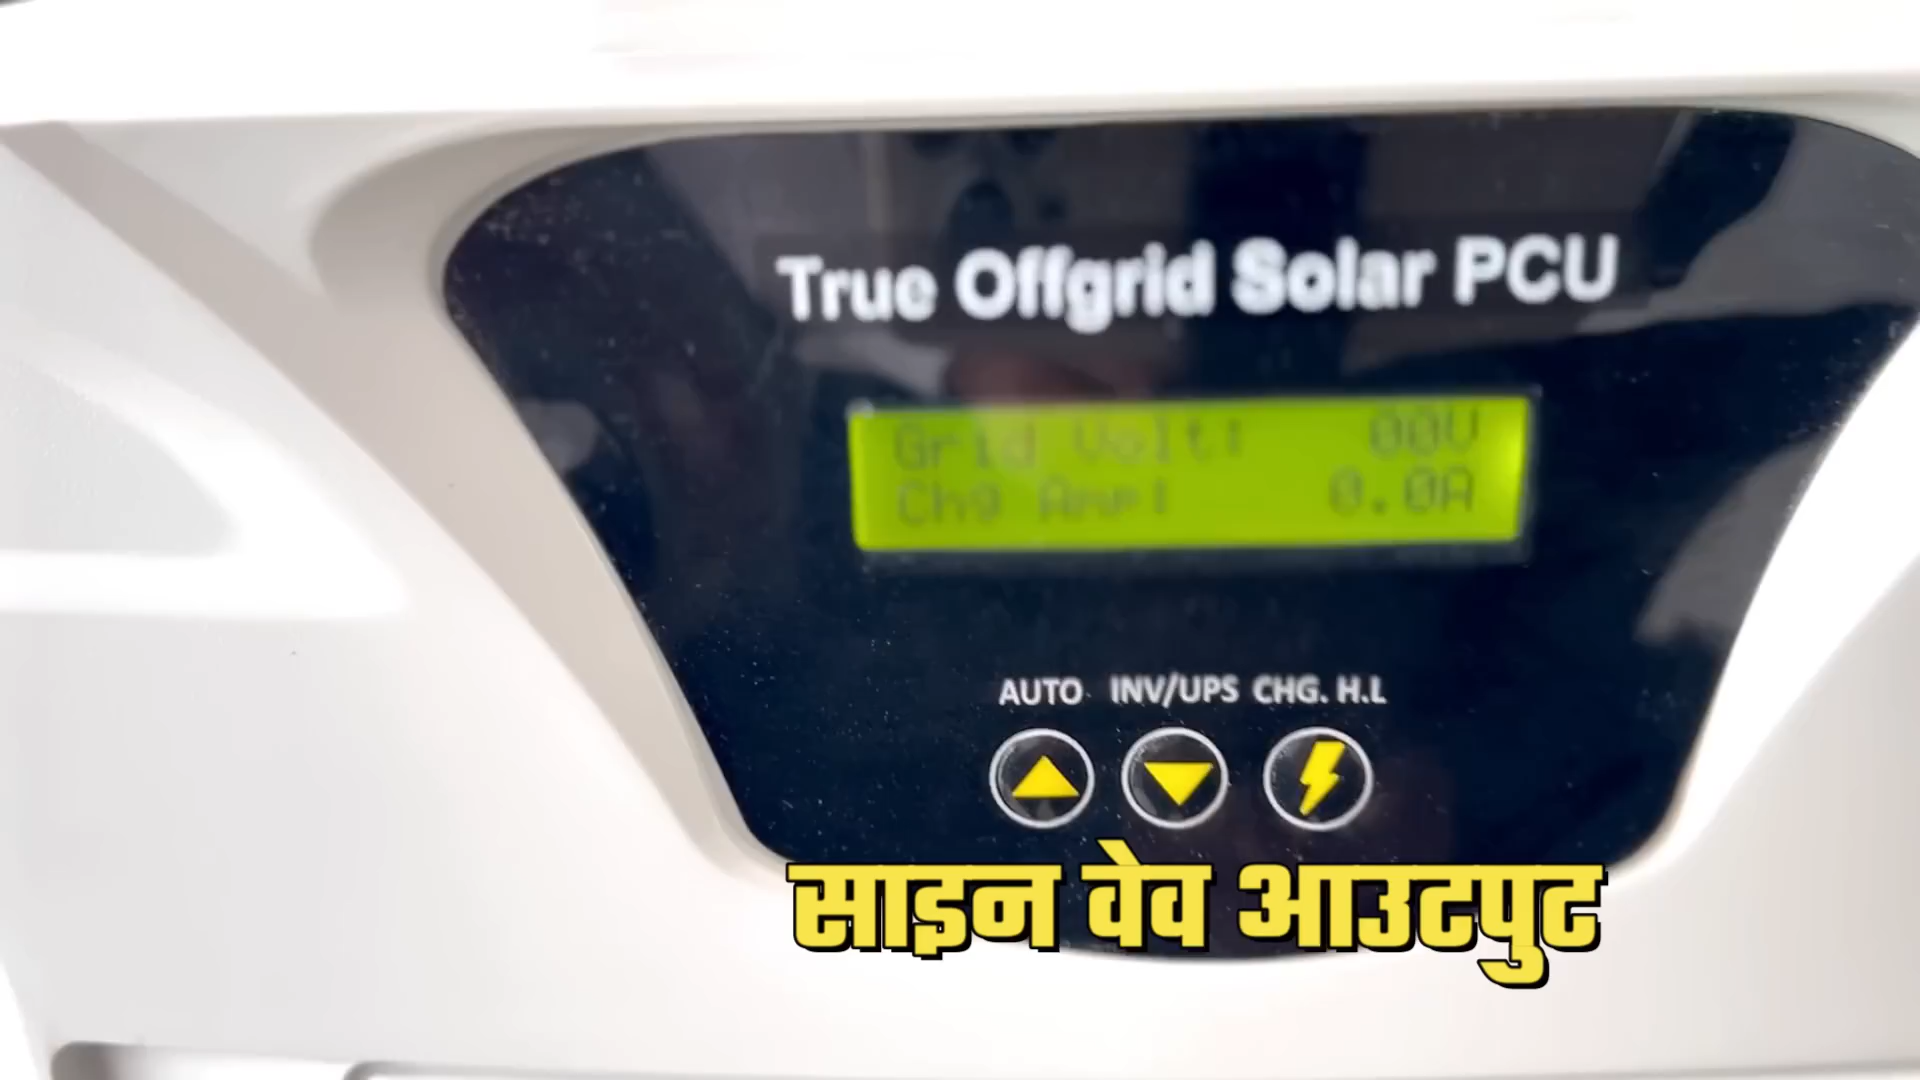 True Offgrid Solar PCU
Grid Volt: 00V
Chg Amp: 0.0A
AUTO INV/UPS CHG. H.L
साइन वेव आउटपुट